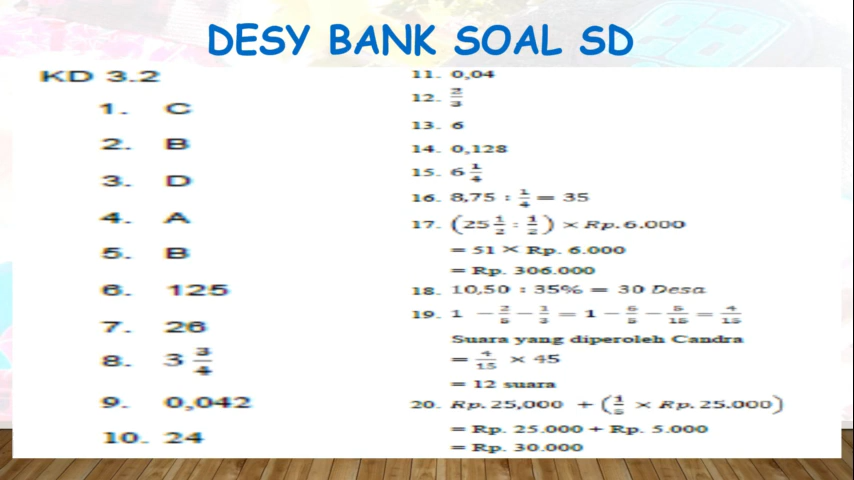 DESY BANK SOAL SD
KD 3.2
1. C
2. B
3. D
4. A
5. B
6. 125
7. 26
8. 3 3/4
9. 0,042
10. 24
11. 0,04
12. 2/3
13. 6
14. 0,128
15. 6 1/4
16. 8,75 : 1/4 = 35
17. (25 1/2 : 1/2) × Rp.6.000
= 51 × Rp. 6.000
= Rp. 306.000
18. 10,50 : 35% = 30 Desa
19. 1 - 2/5 - 1/3 = 1 - 6/5 - 5/15 = 4/15
Suara yang diperoleh Candra
= 4/15 × 45
= 12 suara
20. Rp.25,000 + (1/5 × Rp.25.000)
= Rp. 25.000 + Rp. 5.000
= Rp. 30.000